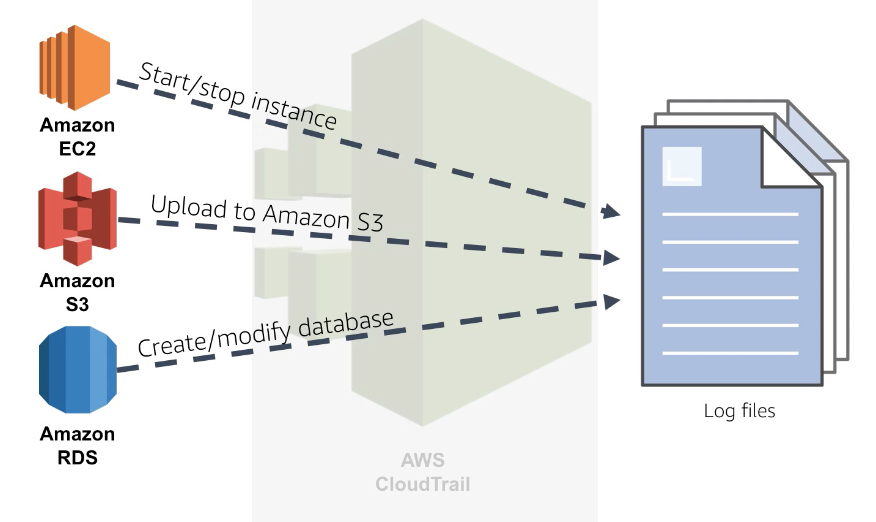 Start/stop instance
Amazon
EC2
Upload to Amazon S3
Amazon
S3
Create/modify database
Amazon
RDS
Log files
AWS
CloudTrail